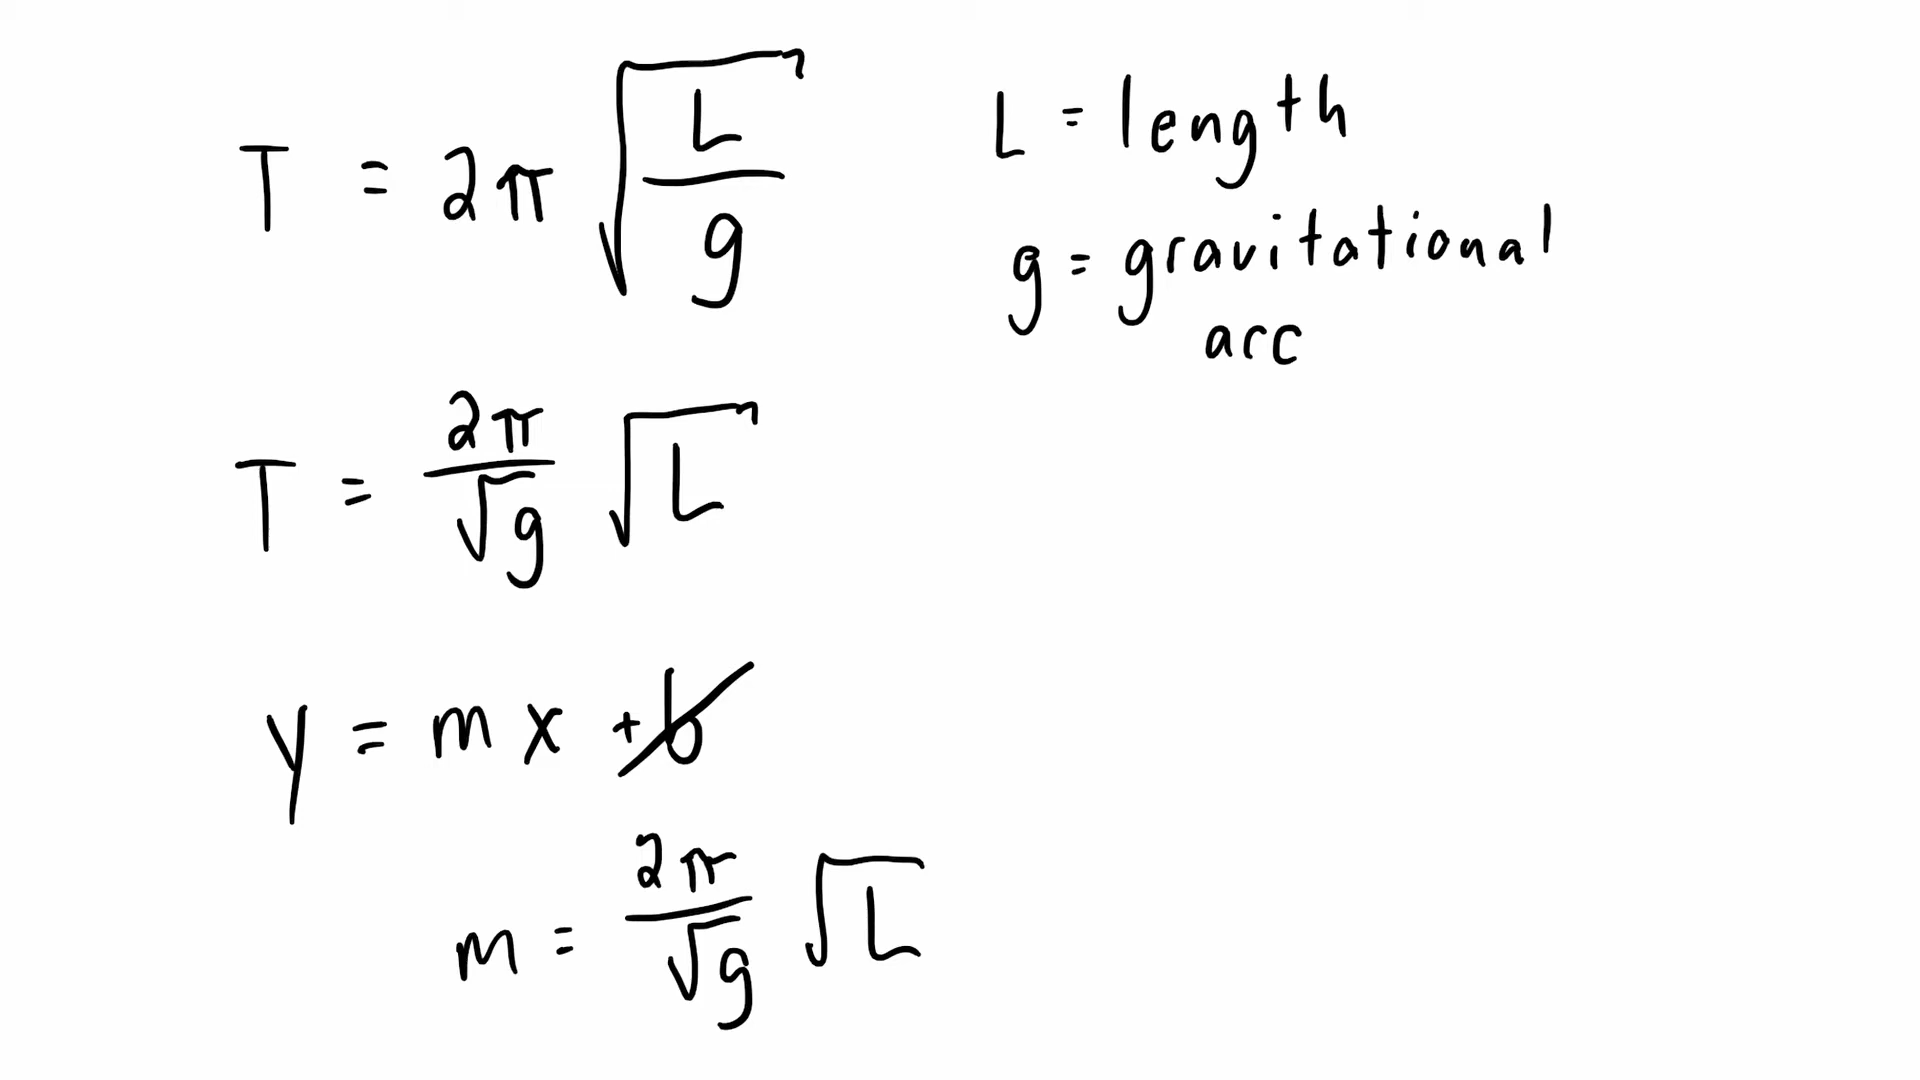 T = 2π √(L/g)
L = length
g = gravitational
arc
T = 2π/√g √L
y = mx + b
m = 2π/√g √L